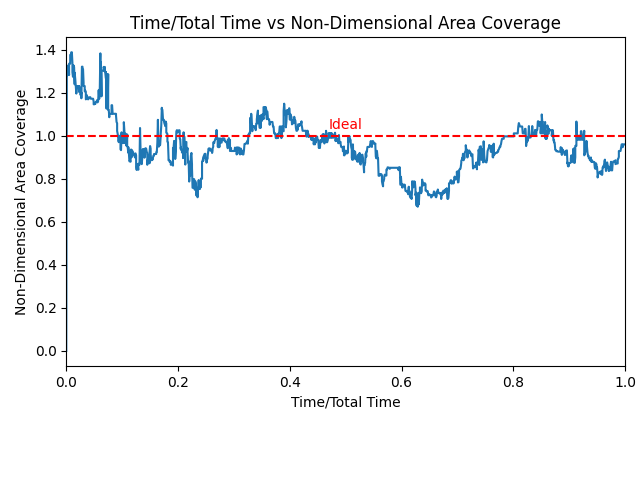 Time/Total Time vs Non-Dimensional Area Coverage
Non-Dimensional Area Coverage
1.4
1.2
1.0
0.8
0.6
0.4
0.2
0.0
Ideal
0.0 0.2 0.4 0.6 0.8 1.0
Time/Total Time